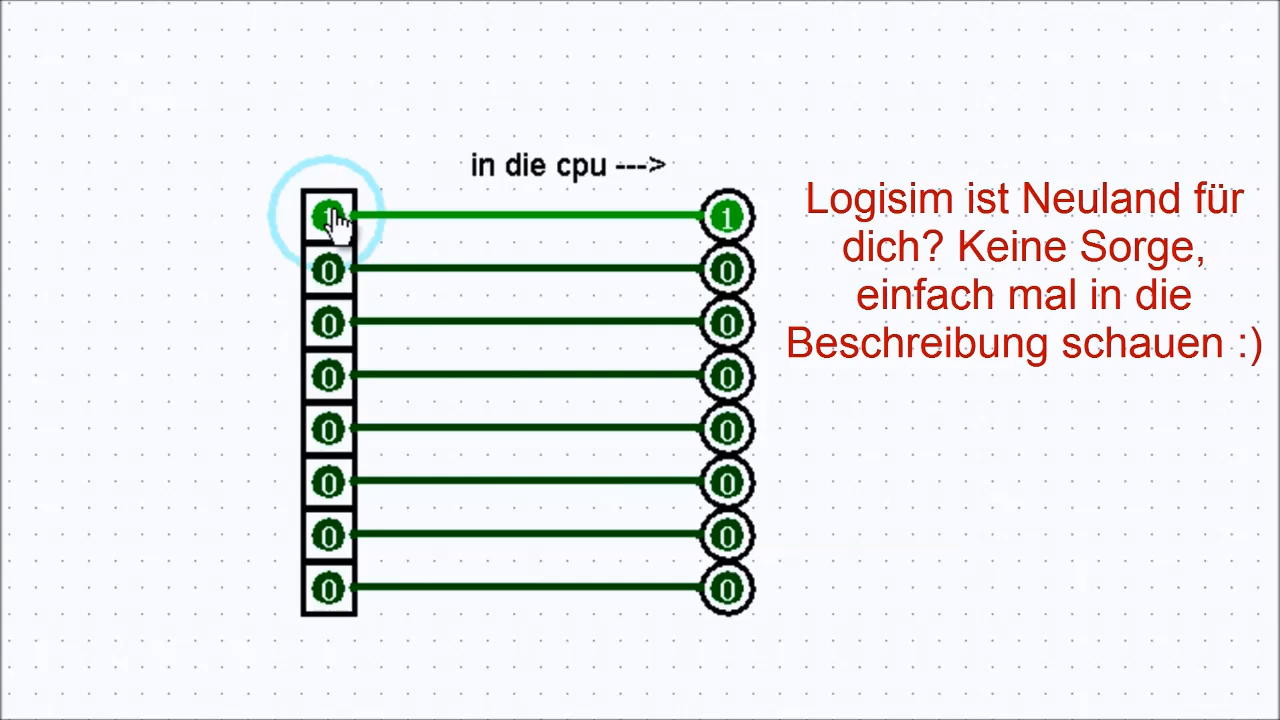 in die cpu --->
Logisim ist Neuland für
dich? Keine Sorge,
einfach mal in die
Beschreibung schauen :)
1 1
0 0
0 0
0 0
0 0
0 0
0 0
0 0